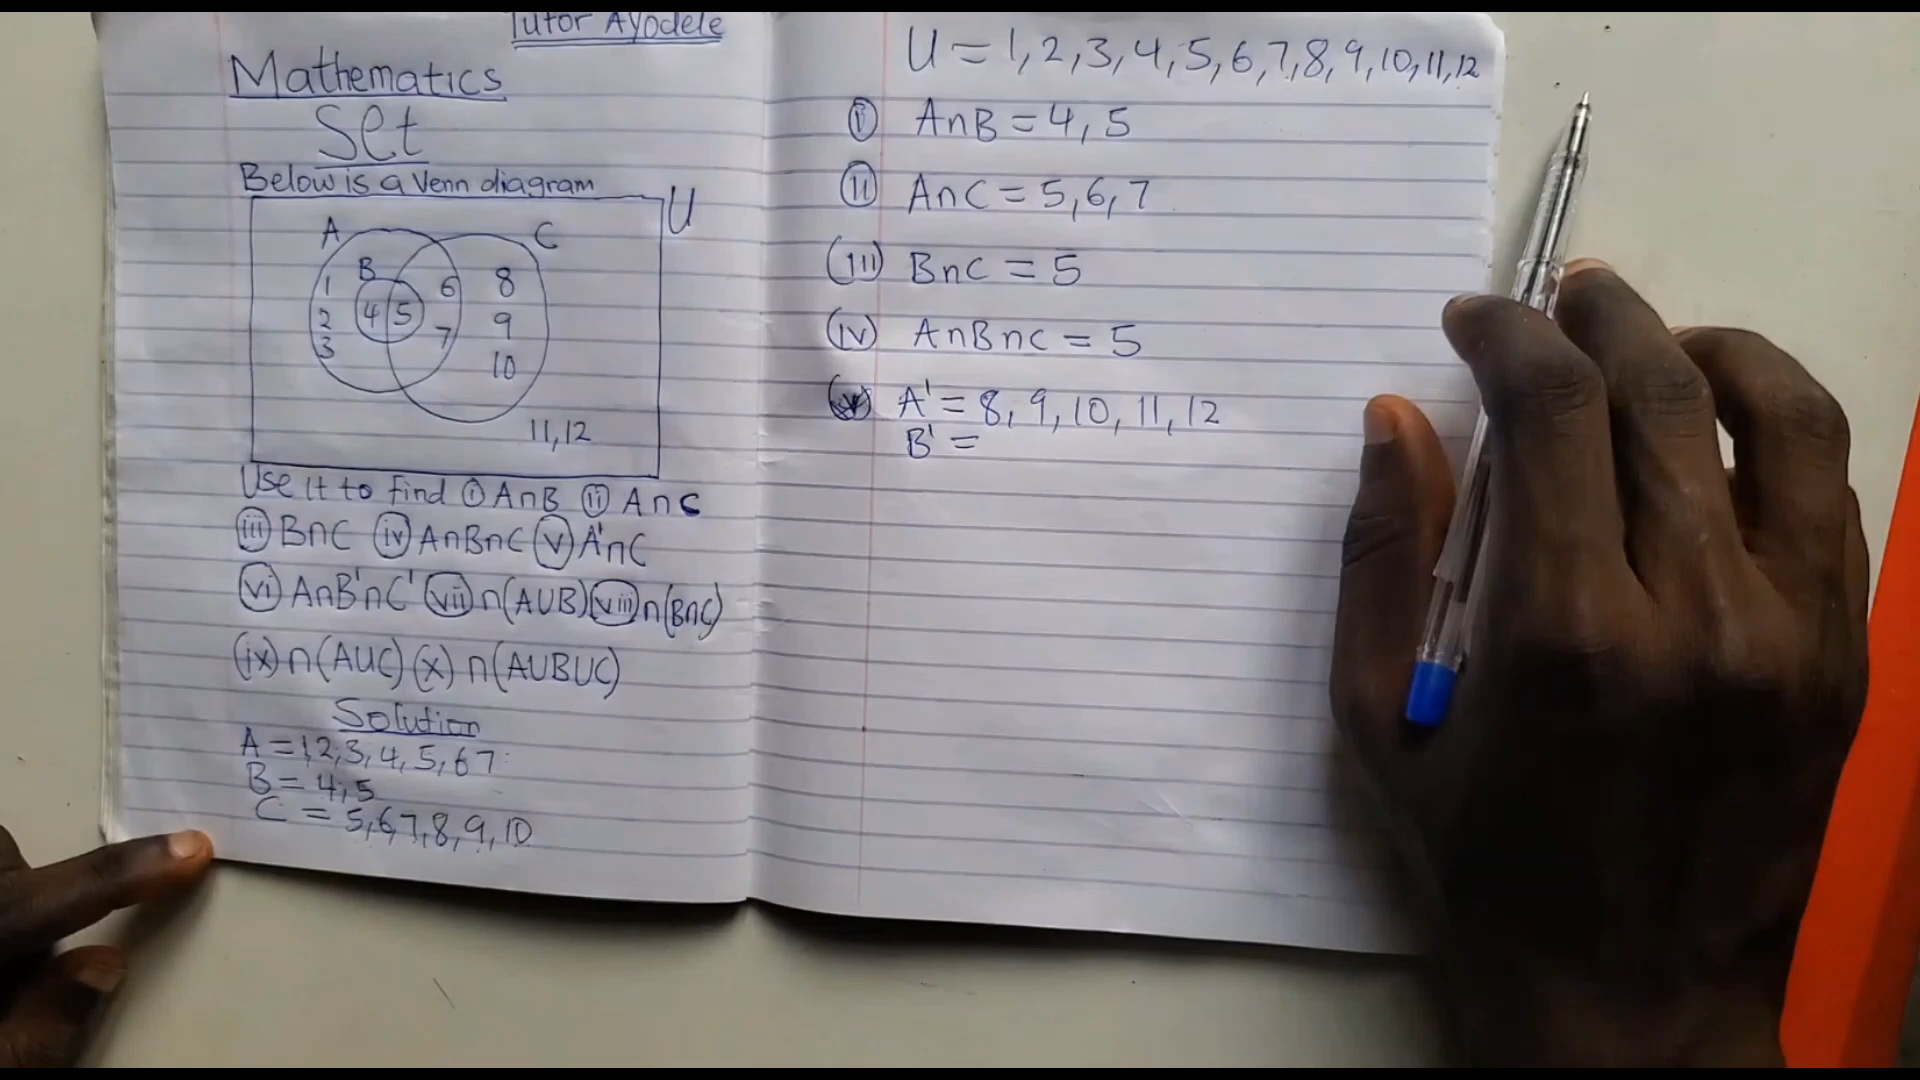 Tutor Ayodele
Mathematics
Set
Below is a Venn diagram
U
A
C
B
1
6
8
4 5
2
7
9
3
10
11, 12
Use it to find (i) A∩B (ii) A∩C
(iii) B∩C (iv) A∩B∩C (v) A'∩C
(vi) A∩B'∩C' (vii) n(A∪B) (viii) n(B∩C)
(ix) n(A∪C) (x) n(A∪B∪C)
Solution
A = 1,2,3,4,5,6 7
B = 4,5
C = 5,6,7,8,9,10
U = 1,2,3,4,5,6,7,8,9,10,11,12
(i) A∩B = 4, 5
(ii) A∩C = 5,6,7
(iii) B∩C = 5
(iv) A∩B∩C = 5
(v) A' = 8, 9, 10, 11, 12
B' =